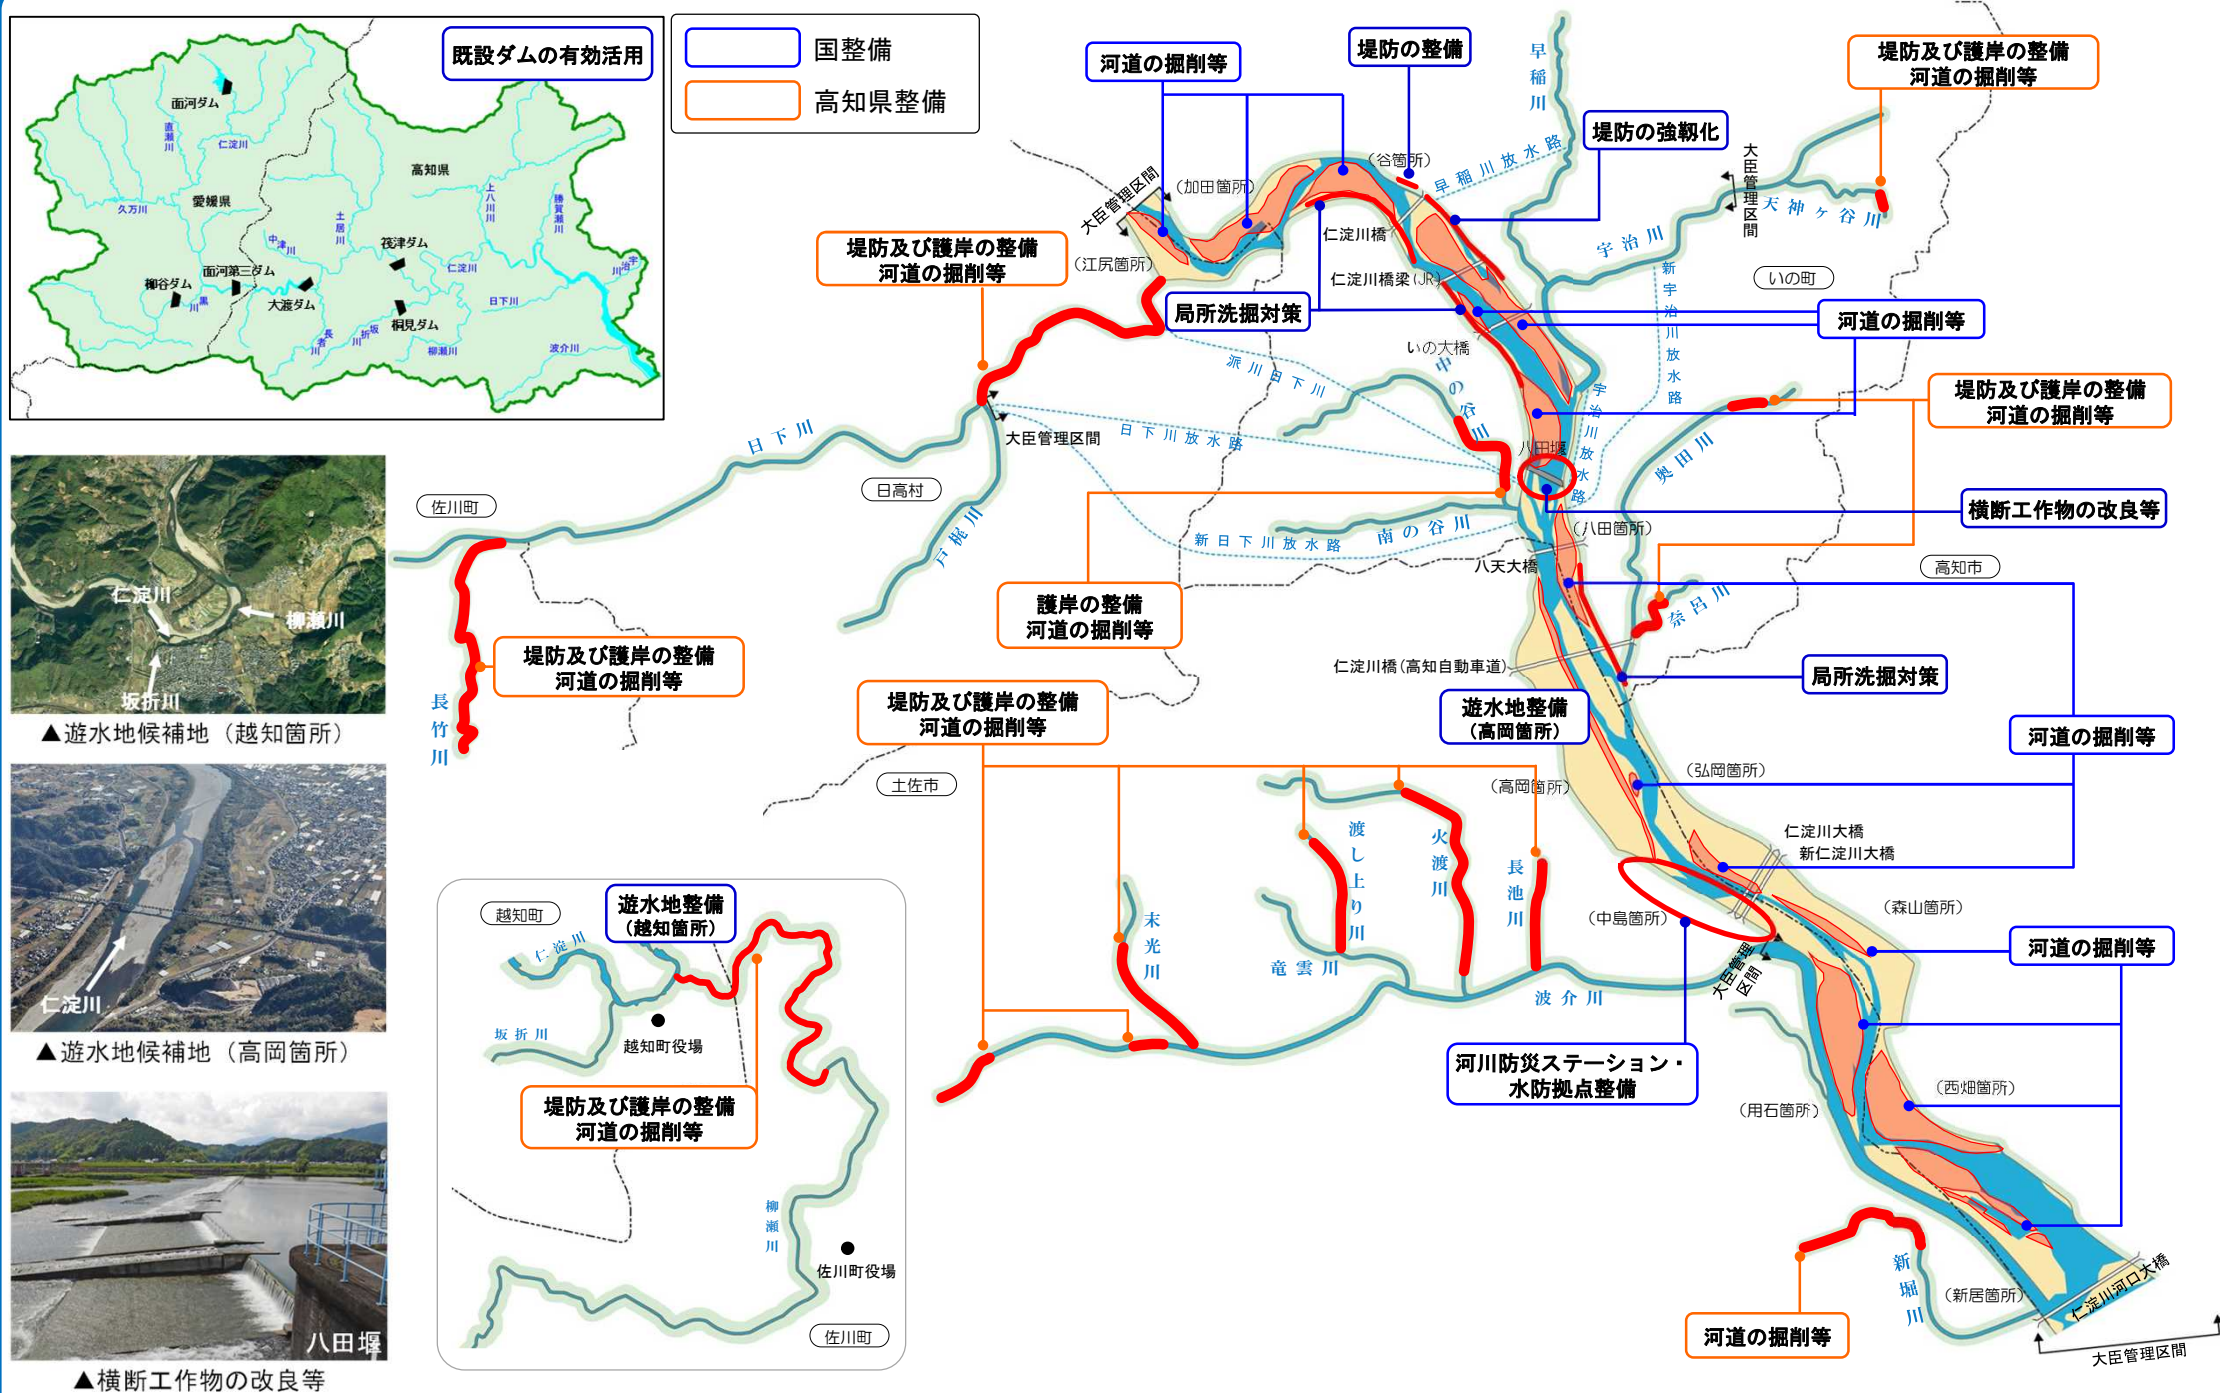 既設ダムの有効活用
面河ダム
直瀬川
仁淀川
高知県
愛媛県
久万川
上八川川
勝賀瀬川
土居川
中津川
筏津ダム
仁淀川
宇治川
面河第三ダム
柳谷ダム
黒川
大渡ダム
日下川
桐見ダム
長者川
坂折川
柳瀬川
波介川
国整備
高知県整備
河道の掘削等
堤防の整備
早稲川
堤防及び護岸の整備
河道の掘削等
堤防の強靭化
早稲川放水路
大臣管理区間
天神ヶ谷川
(谷箇所)
(加田箇所)
大臣管理区間
(江尻箇所)
仁淀川橋
仁淀川橋梁(JR)
宇治川
新宇治川放水路
いの町
堤防及び護岸の整備
河道の掘削等
局所洗掘対策
河道の掘削等
いの大橋
派川日下川
中の谷川
宇治川放水路
堤防及び護岸の整備
河道の掘削等
日下川
大臣管理区間
日下川放水路
八田堰
奥田川
佐川町
日高村
戸梶川
新日下川放水路
南の谷川
横断工作物の改良等
(八田箇所)
八天大橋
高知市
奈呂川
護岸の整備
河道の掘削等
仁淀川橋(高知自動車道)
局所洗掘対策
仁淀川
柳瀬川
坂折川
▲遊水地候補地（越知箇所）
長竹川
堤防及び護岸の整備
河道の掘削等
堤防及び護岸の整備
河道の掘削等
遊水地整備
(高岡箇所)
河道の掘削等
土佐市
(高岡箇所)
(弘岡箇所)
仁淀川大橋
新仁淀川大橋
渡し上り川
火渡川
長池川
末光川
竜雲川
波介川
(中島箇所)
(森山箇所)
大臣管理
区間
河道の掘削等
仁淀川
▲遊水地候補地（高岡箇所）
越知町
遊水地整備
(越知箇所)
仁淀川
坂折川
越知町役場
堤防及び護岸の整備
河道の掘削等
柳瀬川
佐川町役場
佐川町
河川防災ステーション・
水防拠点整備
(用石箇所)
(西畑箇所)
八田堰
▲横断工作物の改良等
新堀川
(新居箇所)
河道の掘削等
仁淀川河口大橋
大臣管理区間